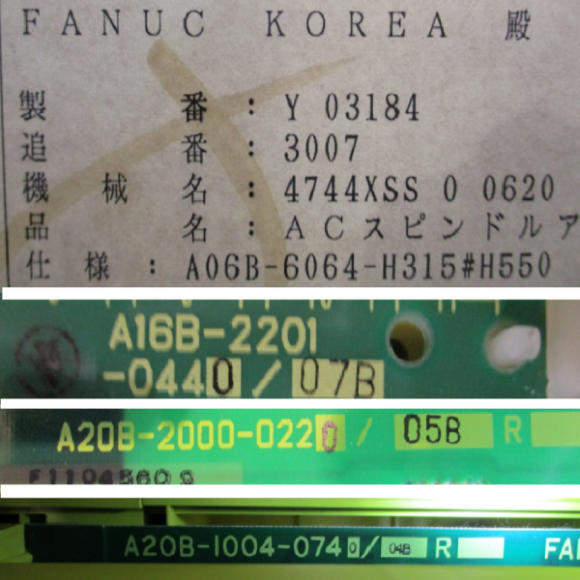 FANUC KOREA 殿
製 番 : Y 03184
追 番 : 3007
機 械 名 : 4744XSS 0 0620
品 名 : ACスピンドルア
仕 様 : A06B-6064-H315#H550
A16B-2201
-0440/07B
A20B-2000-0220/ 05B R
A20B-1004-0740/04B R FA